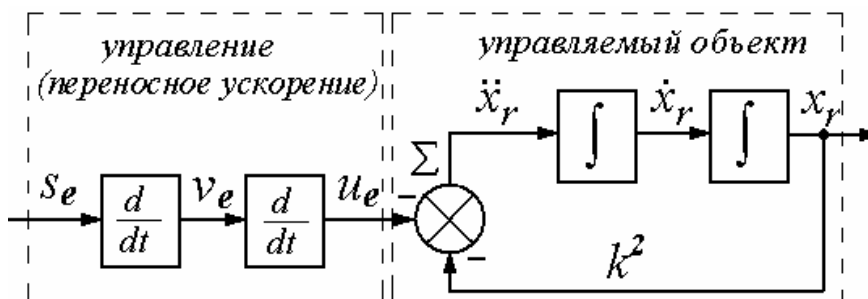 управление
(переносное ускорение)
управляемый объект
ẍᵣ
ẋᵣ
xᵣ
∫
∫
Σ
−
sₑ
d/dt
vₑ
d/dt
uₑ
−
k²